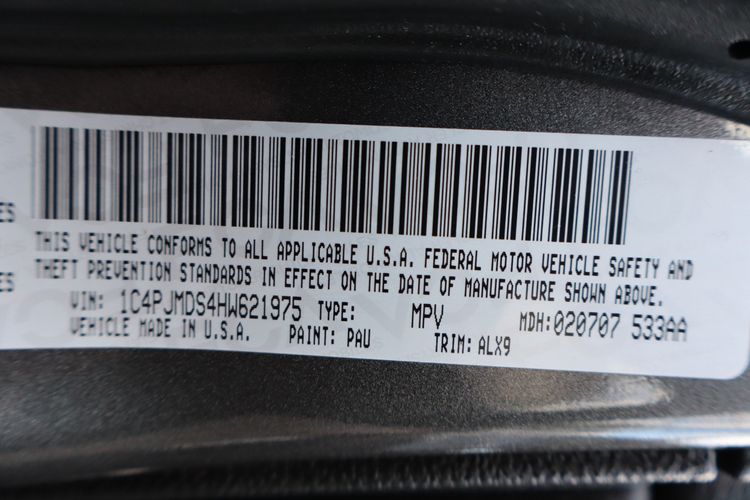 THIS VEHICLE CONFORMS TO ALL APPLICABLE U.S.A. FEDERAL MOTOR VEHICLE SAFETY AND
THEFT PREVENTION STANDARDS IN EFFECT ON THE DATE OF MANUFACTURE SHOWN ABOVE.
VIN: 1C4PJMDS4HW621975 TYPE: MPV MDH:020707 533AA
VEHICLE MADE IN U.S.A. PAINT: PAU TRIM: ALX9